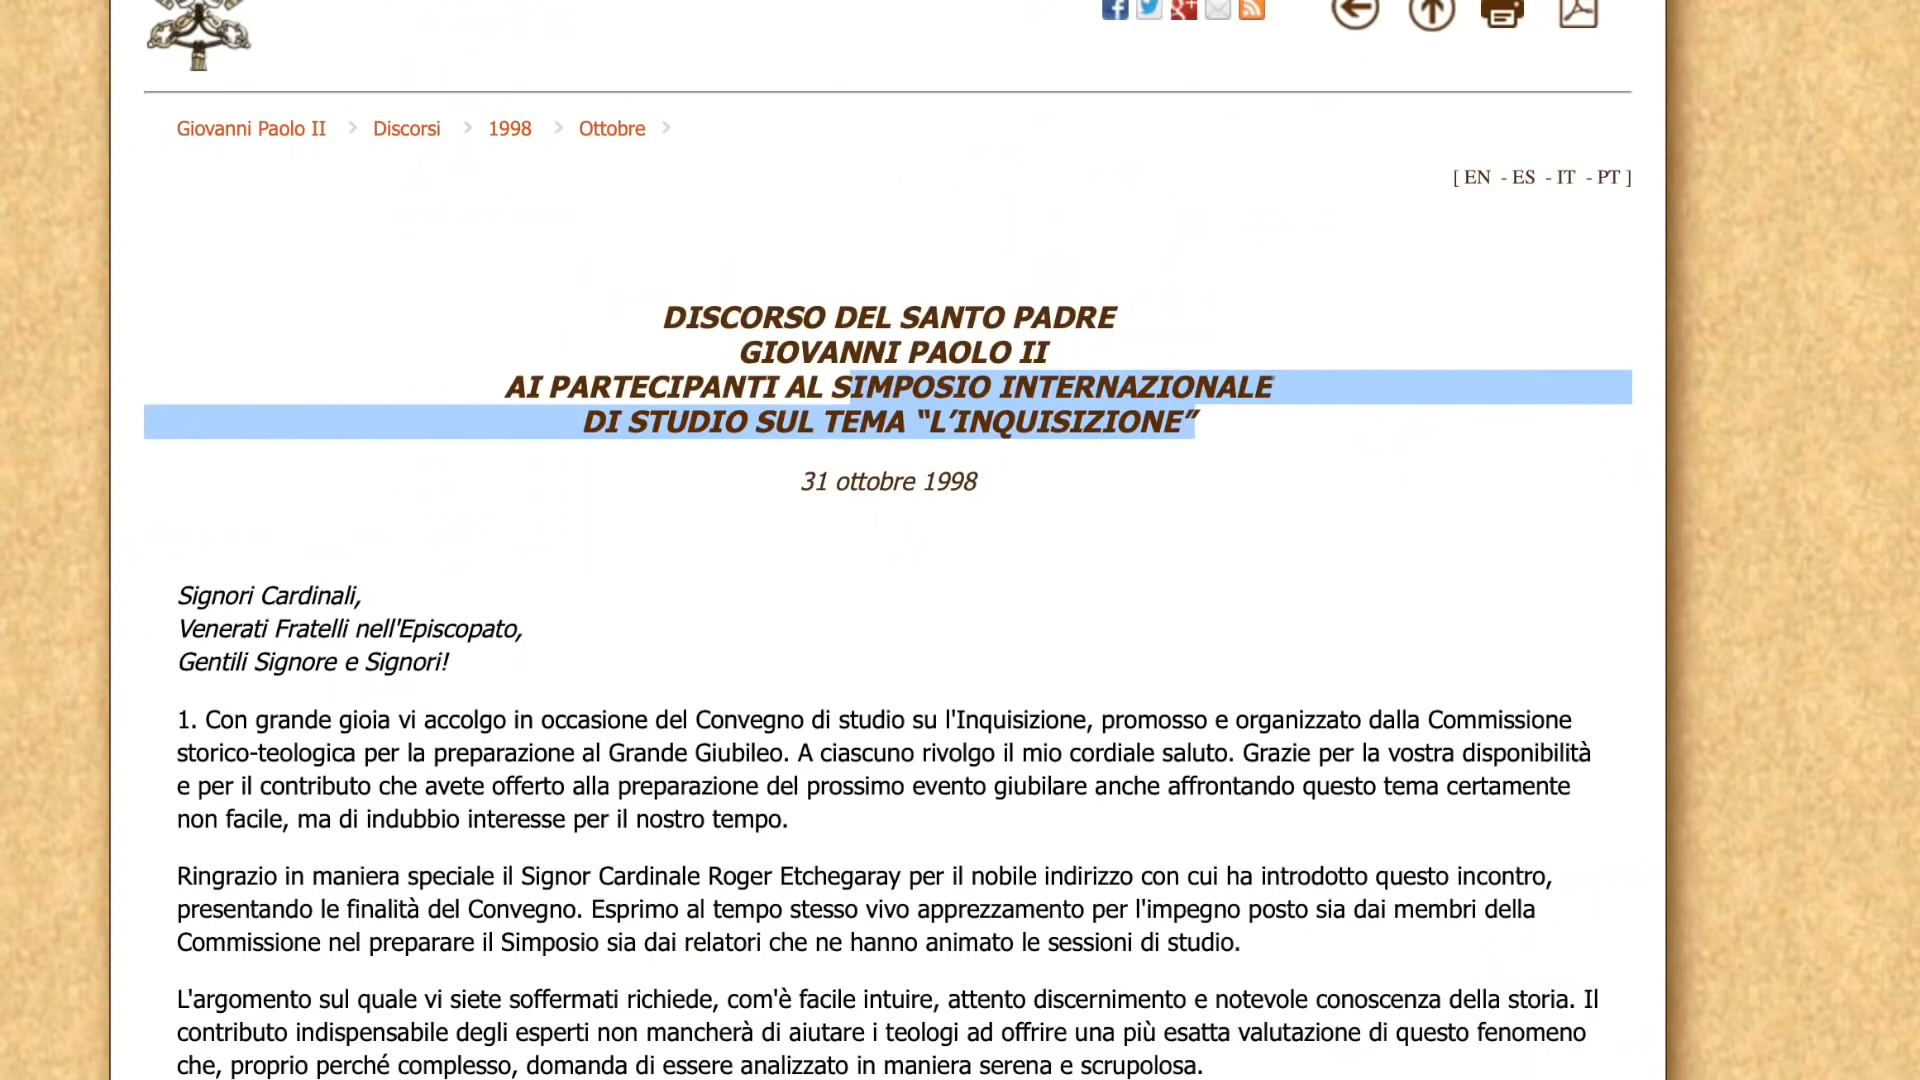 Giovanni Paolo II > Discorsi > 1998 > Ottobre >
[ EN - ES - IT - PT ]
DISCORSO DEL SANTO PADRE
GIOVANNI PAOLO II
AI PARTECIPANTI AL SIMPOSIO INTERNAZIONALE
DI STUDIO SUL TEMA “L’INQUISIZIONE”
31 ottobre 1998
Signori Cardinali,
Venerati Fratelli nell'Episcopato,
Gentili Signore e Signori!
1. Con grande gioia vi accolgo in occasione del Convegno di studio su l'Inquisizione, promosso e organizzato dalla Commissione
storico-teologica per la preparazione al Grande Giubileo. A ciascuno rivolgo il mio cordiale saluto. Grazie per la vostra disponibilità
e per il contributo che avete offerto alla preparazione del prossimo evento giubilare anche affrontando questo tema certamente
non facile, ma di indubbio interesse per il nostro tempo.
Ringrazio in maniera speciale il Signor Cardinale Roger Etchegaray per il nobile indirizzo con cui ha introdotto questo incontro,
presentando le finalità del Convegno. Esprimo al tempo stesso vivo apprezzamento per l'impegno posto sia dai membri della
Commissione nel preparare il Simposio sia dai relatori che ne hanno animato le sessioni di studio.
L'argomento sul quale vi siete soffermati richiede, com'è facile intuire, attento discernimento e notevole conoscenza della storia. Il
contributo indispensabile degli esperti non mancherà di aiutare i teologi ad offrire una più esatta valutazione di questo fenomeno
che, proprio perché complesso, domanda di essere analizzato in maniera serena e scrupolosa.